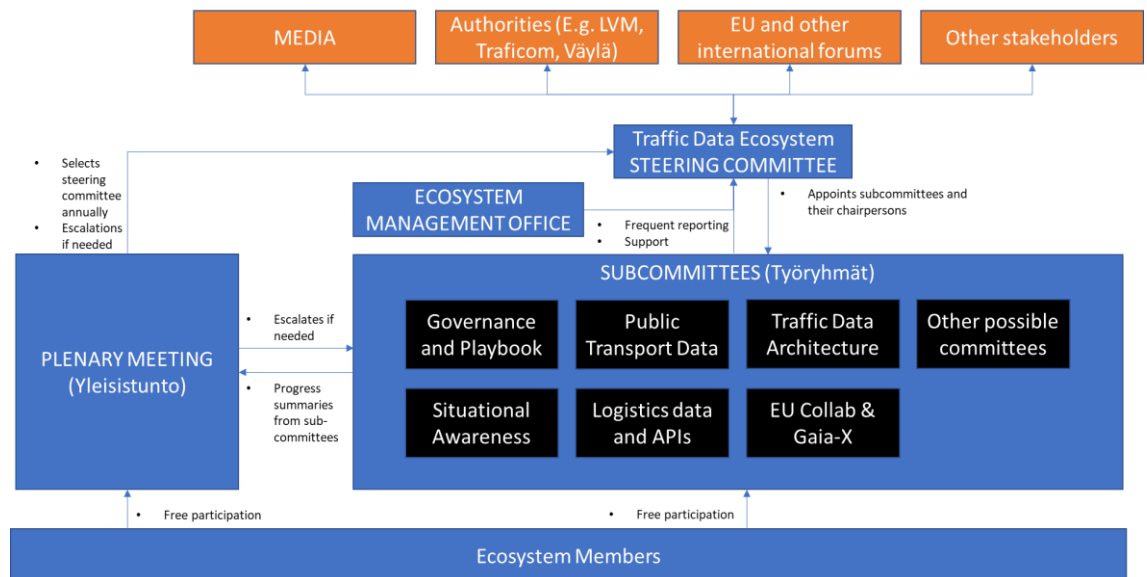 MEDIA
Authorities (E.g. LVM,
Traficom, Väylä)
EU and other
international forums
Other stakeholders
Traffic Data Ecosystem
STEERING COMMITTEE
• Selects
steering
committee
annually
• Escalations
if needed
ECOSYSTEM
MANAGEMENT OFFICE
• Appoints subcommittees and
their chairpersons
• Frequent reporting
• Support
PLENARY MEETING
(Yleisistunto)
• Escalates if
needed
• Progress
summaries
from sub-
committees
SUBCOMMITTEES (Työryhmät)
Governance
and Playbook
Public
Transport Data
Traffic Data
Architecture
Other possible
committees
Situational
Awareness
Logistics data
and APIs
EU Collab &
Gaia-X
• Free participation
• Free participation
Ecosystem Members